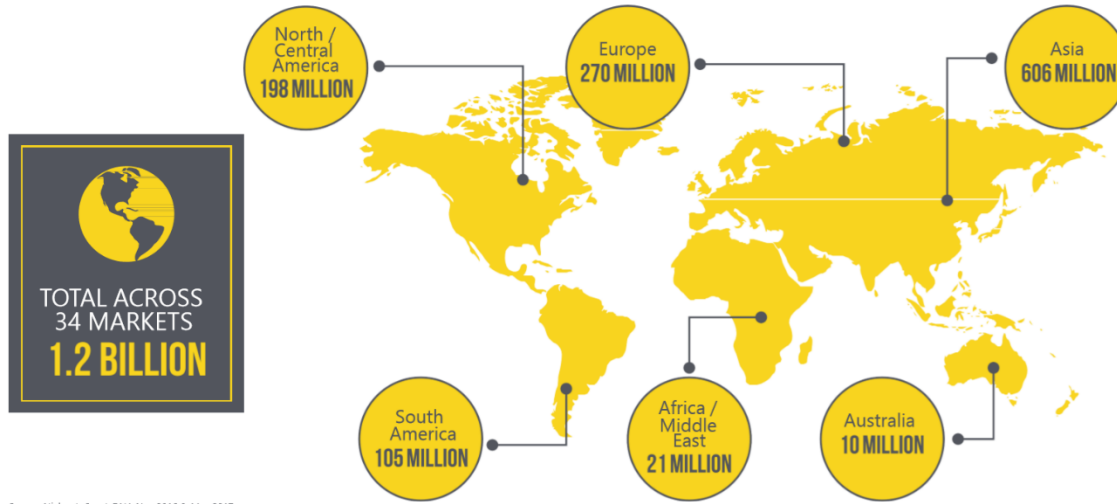 North /
Central
America
198 MILLION
Europe
270 MILLION
Asia
606 MILLION
TOTAL ACROSS
34 MARKETS
1.2 BILLION
South
America
105 MILLION
Africa /
Middle
East
21 MILLION
Australia
10 MILLION